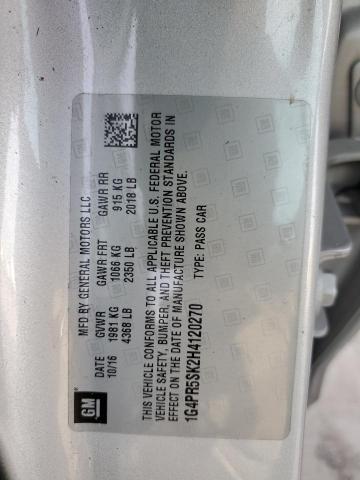 MFD BY GENERAL MOTORS LLC
DATE GVWR GAWR FRT GAWR RR
10/16 1981 KG 1066 KG 915 KG
4368 LB 2350 LB 2018 LB
THIS VEHICLE CONFORMS TO ALL APPLICABLE U.S. FEDERAL MOTOR
VEHICLE SAFETY, BUMPER, AND THEFT PREVENTION STANDARDS IN
EFFECT ON THE DATE OF MANUFACTURE SHOWN ABOVE.
1G4PR5SK2H4120270 TYPE: PASS CAR
GM